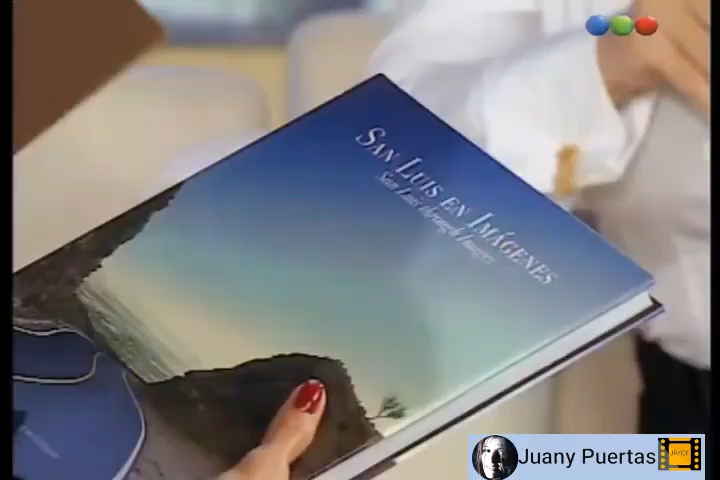 San Luis en Imágenes
San Luis through Images
Juany Puertas